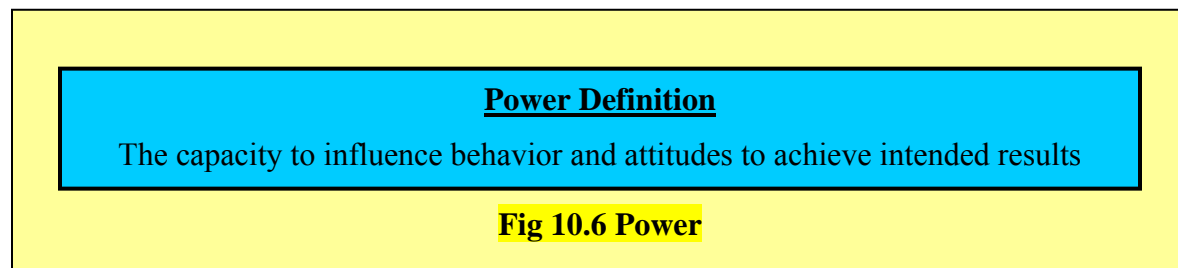 Power Definition
The capacity to influence behavior and attitudes to achieve intended results
Fig 10.6 Power